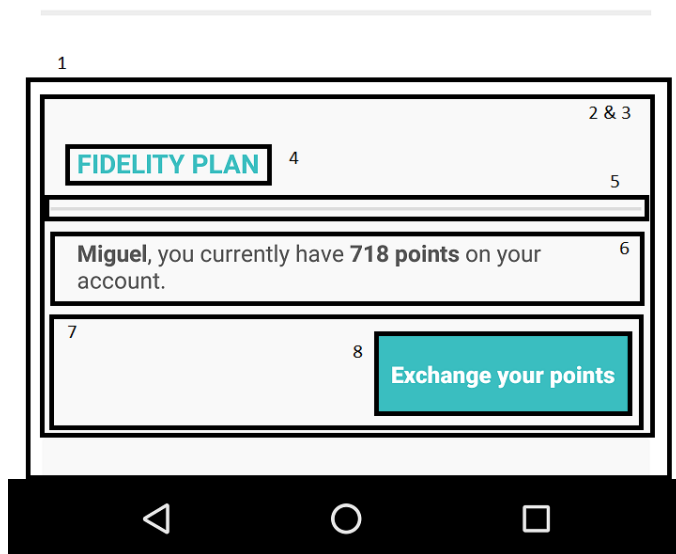 1
2 & 3
FIDELITY PLAN
4
5
Miguel, you currently have 718 points on your
account.
6
7
8
Exchange your points